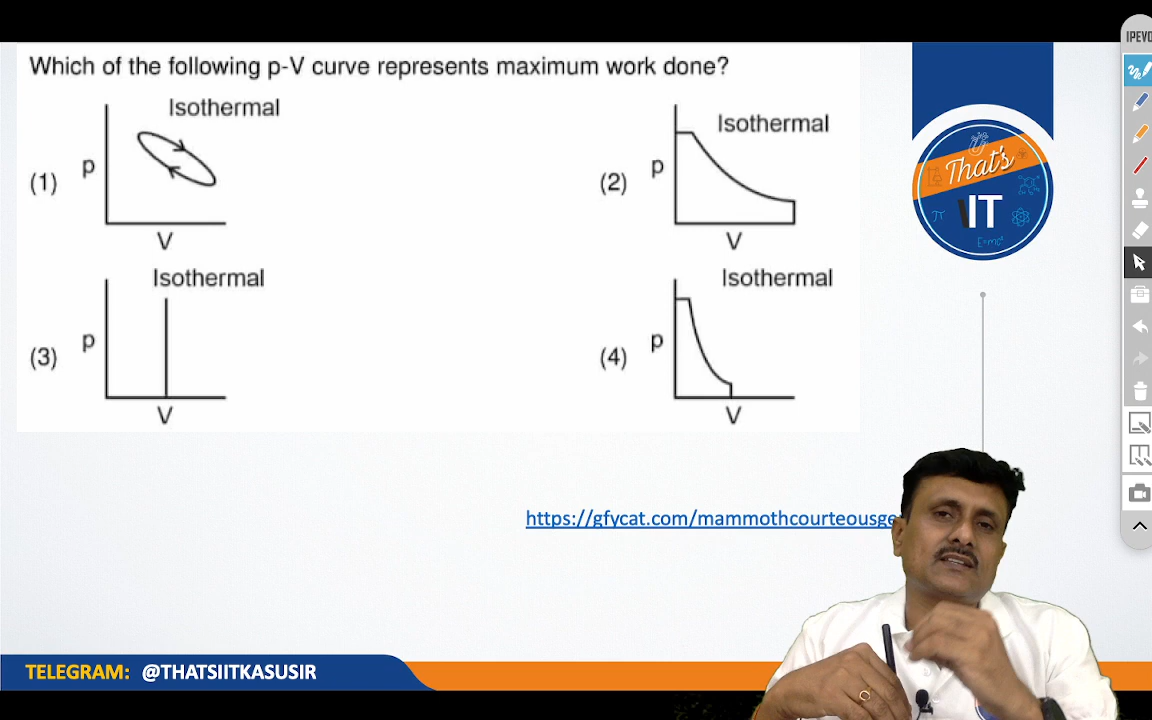 IPEVO
Which of the following p-V curve represents maximum work done?
Isothermal
(1)
p
V
Isothermal
(2)
p
V
Isothermal
(3)
p
V
Isothermal
(4)
p
V
That's
IT
π
E=mc²
https://gfycat.com/mammothcourteousge
TELEGRAM: @THATSIITKASUSIR